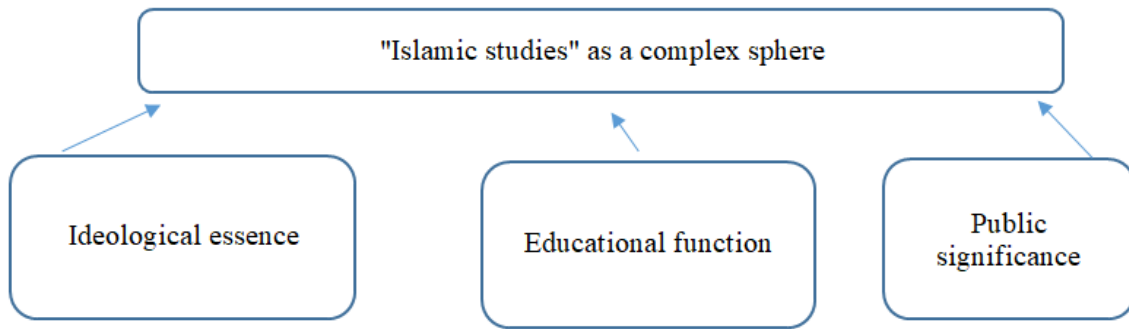 "Islamic studies" as a complex sphere
Ideological essence
Educational function
Public
significance